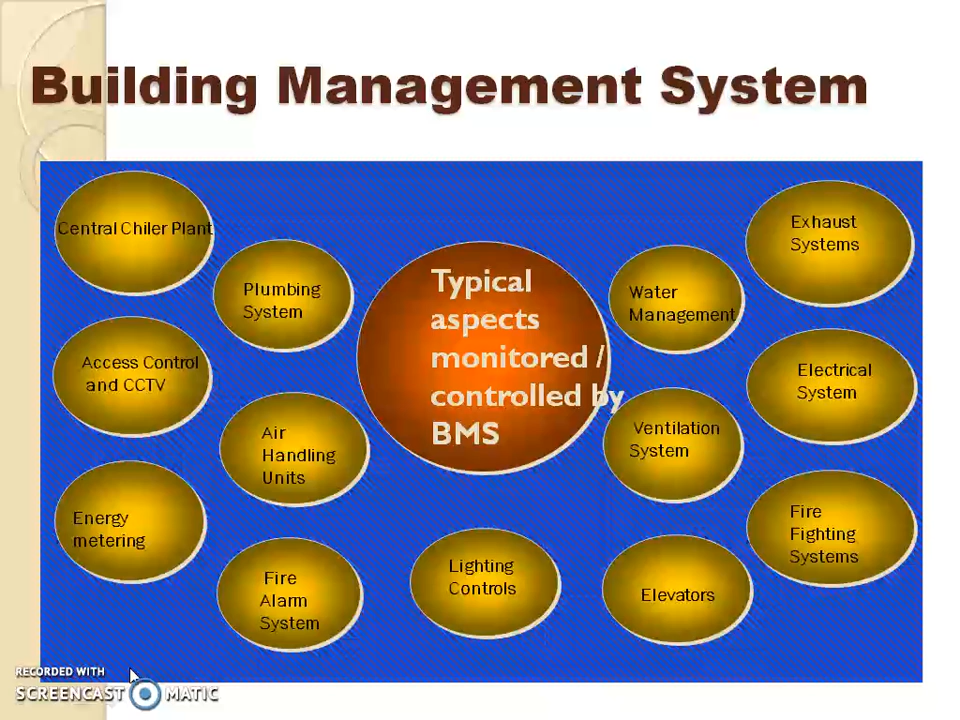 Building Management System
Central Chiler Plant
Plumbing
System
Access Control
and CCTV
Air
Handling
Units
Energy
metering
Fire
Alarm
System
Typical
aspects
monitored /
controlled by
BMS
Lighting
Controls
Water
Management
Ventilation
System
Elevators
Exhaust
Systems
Electrical
System
Fire
Fighting
Systems
RECORDED WITH
SCREENCAST MATIC